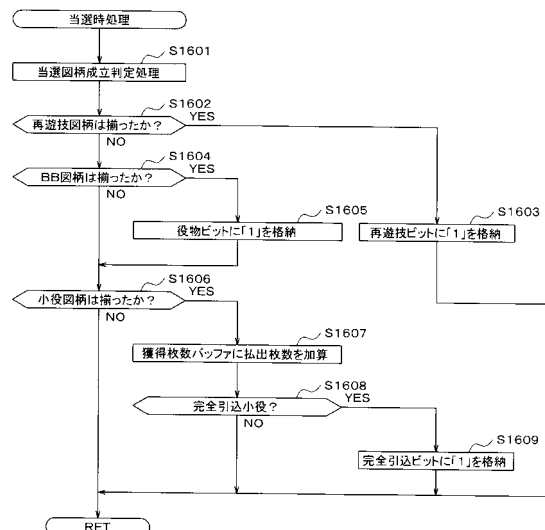 当選時処理
S1601
当選図柄成立判定処理
S1602
再遊技図柄は揃ったか？
YES
NO
S1604
BB図柄は揃ったか？
YES
NO
S1605
役物ビットに「1」を格納
S1603
再遊技ビットに「1」を格納
S1606
小役図柄は揃ったか？
YES
NO
S1607
獲得枚数バッファに払出枚数を加算
S1608
完全引込小役？
YES
NO
S1609
完全引込ビットに「1」を格納
RET